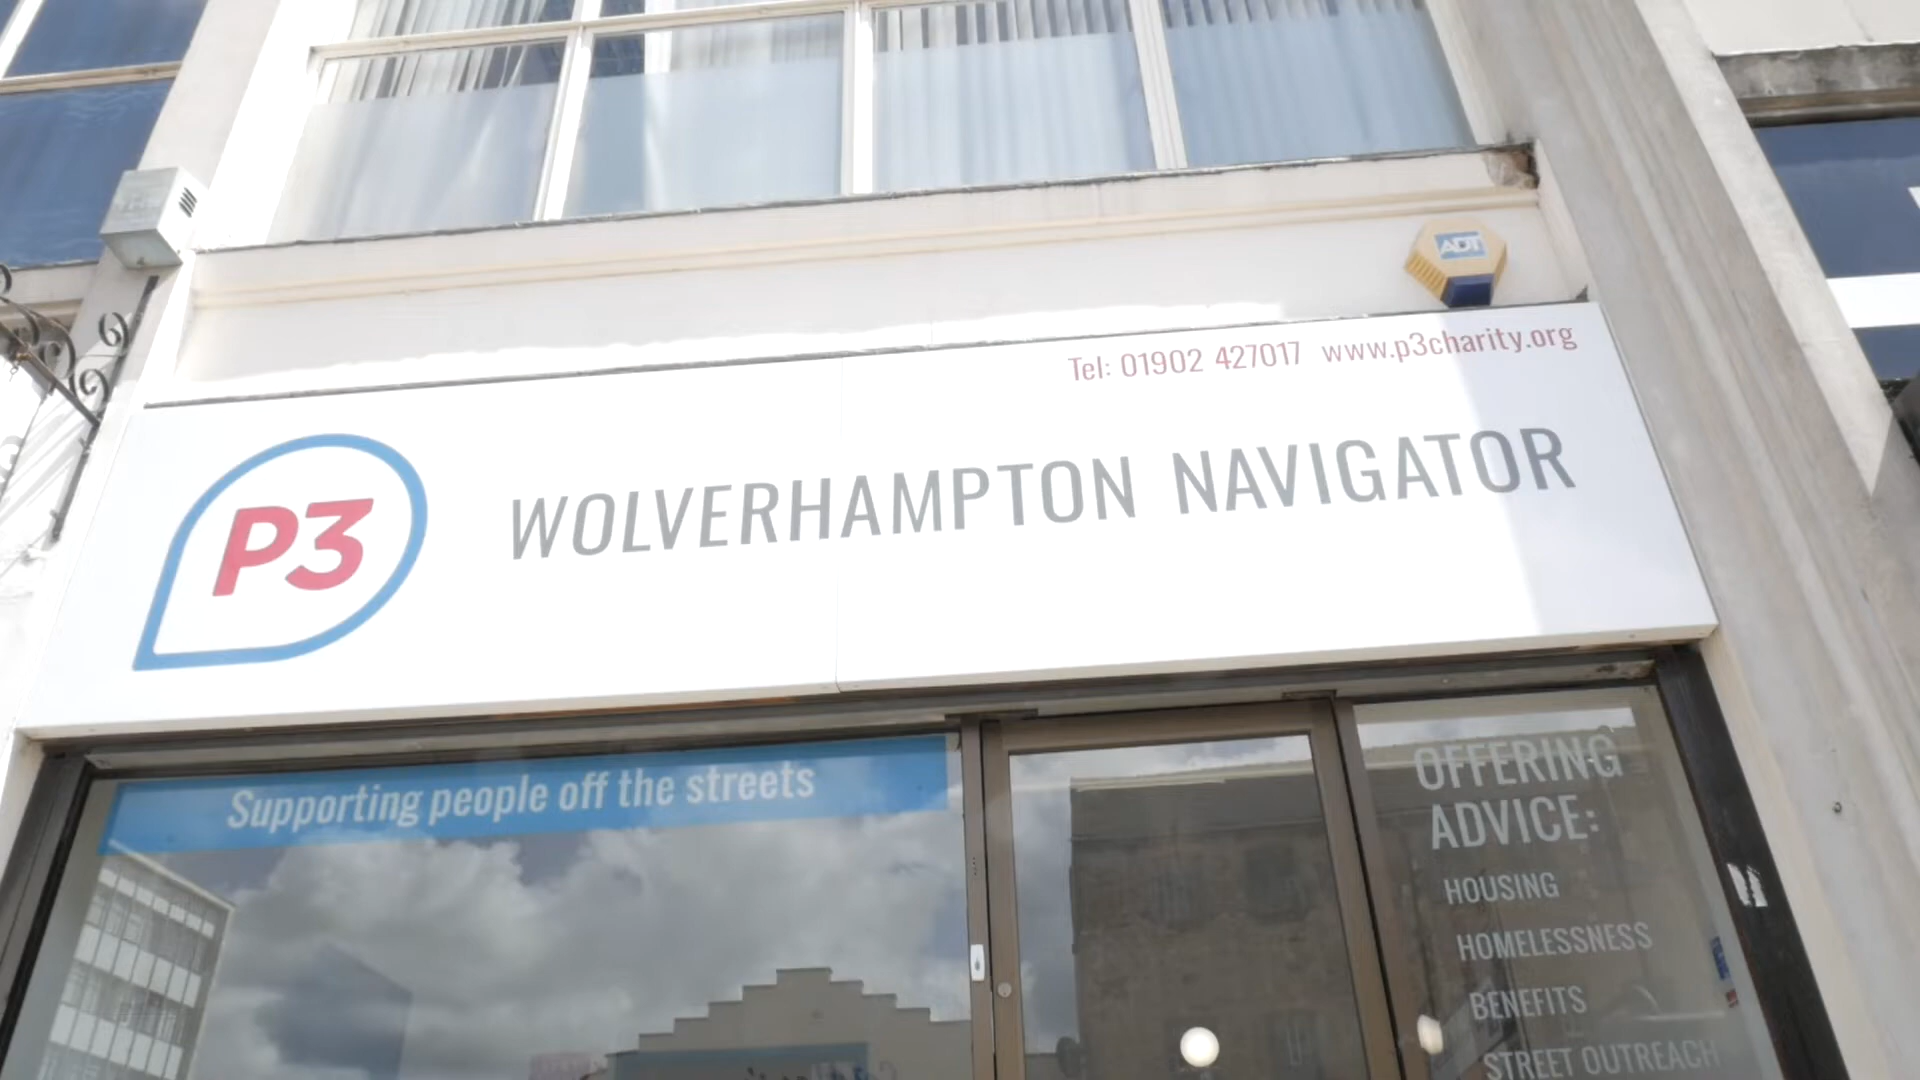 ADT
Tel: 01902 427017 www.p3charity.org
P3
WOLVERHAMPTON NAVIGATOR
Supporting people off the streets
OFFERING
ADVICE:
HOUSING
HOMELESSNESS
BENEFITS
STREET OUTREACH